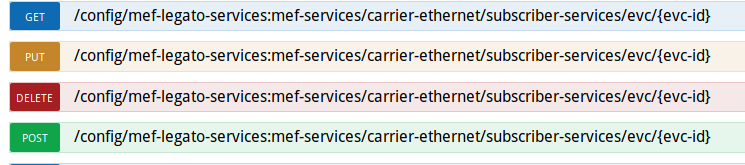 GET /config/mef-legato-services:mef-services/carrier-ethernet/subscriber-services/evc/{evc-id}
PUT /config/mef-legato-services:mef-services/carrier-ethernet/subscriber-services/evc/{evc-id}
DELETE /config/mef-legato-services:mef-services/carrier-ethernet/subscriber-services/evc/{evc-id}
POST /config/mef-legato-services:mef-services/carrier-ethernet/subscriber-services/evc/{evc-id}